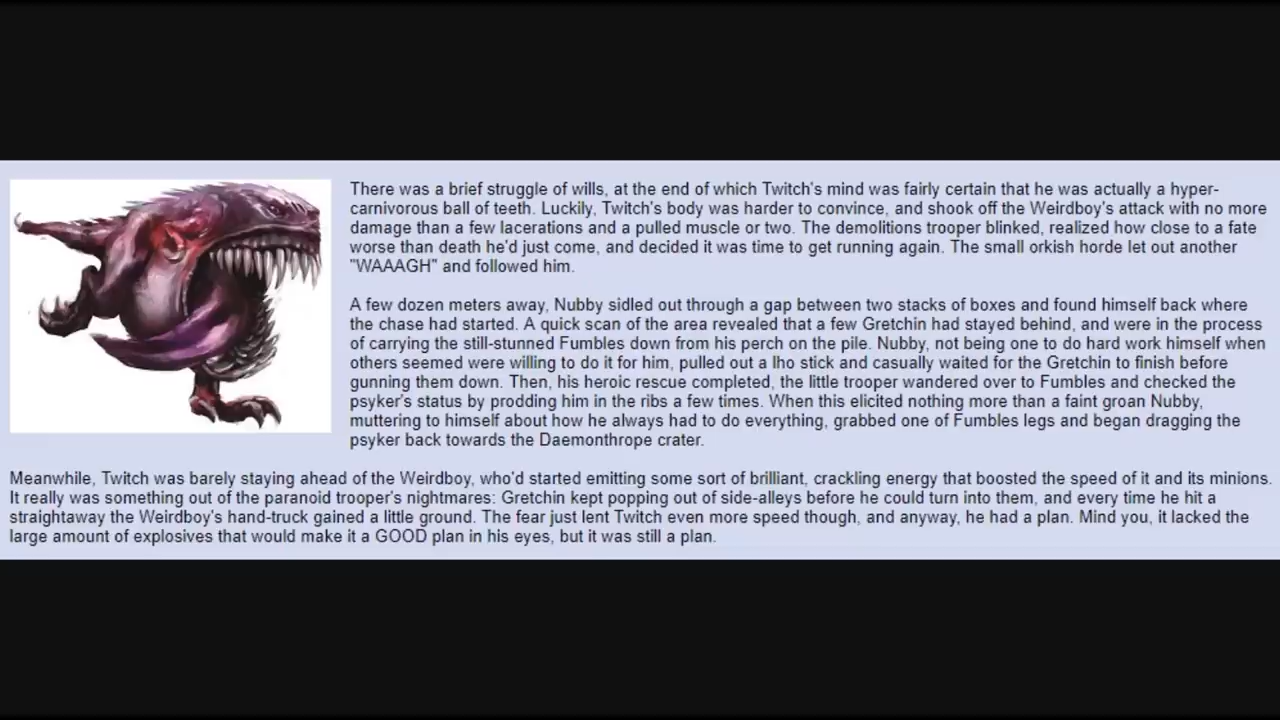 There was a brief struggle of wills, at the end of which Twitch's mind was fairly certain that he was actually a hyper-
carnivorous ball of teeth. Luckily, Twitch's body was harder to convince, and shook off the Weirdboy's attack with no more
damage than a few lacerations and a pulled muscle or two. The demolitions trooper blinked, realized how close to a fate
worse than death he'd just come, and decided it was time to get running again. The small orkish horde let out another
"WAAAGH" and followed him.
A few dozen meters away, Nubby sidled out through a gap between two stacks of boxes and found himself back where
the chase had started. A quick scan of the area revealed that a few Gretchin had stayed behind, and were in the process
of carrying the still-stunned Fumbles down from his perch on the pile. Nubby, not being one to do hard work himself when
others seemed were willing to do it for him, pulled out a lho stick and casually waited for the Gretchin to finish before
gunning them down. Then, his heroic rescue completed, the little trooper wandered over to Fumbles and checked the
psyker's status by prodding him in the ribs a few times. When this elicited nothing more than a faint groan Nubby,
muttering to himself about how he always had to do everything, grabbed one of Fumbles legs and began dragging the
psyker back towards the Daemonthrope crater.
Meanwhile, Twitch was barely staying ahead of the Weirdboy, who'd started emitting some sort of brilliant, crackling energy that boosted the speed of it and its minions.
It really was something out of the paranoid trooper's nightmares: Gretchin kept popping out of side-alleys before he could turn into them, and every time he hit a
straightaway the Weirdboy's hand-truck gained a little ground. The fear just lent Twitch even more speed though, and anyway, he had a plan. Mind you, it lacked the
large amount of explosives that would make it a GOOD plan in his eyes, but it was still a plan.